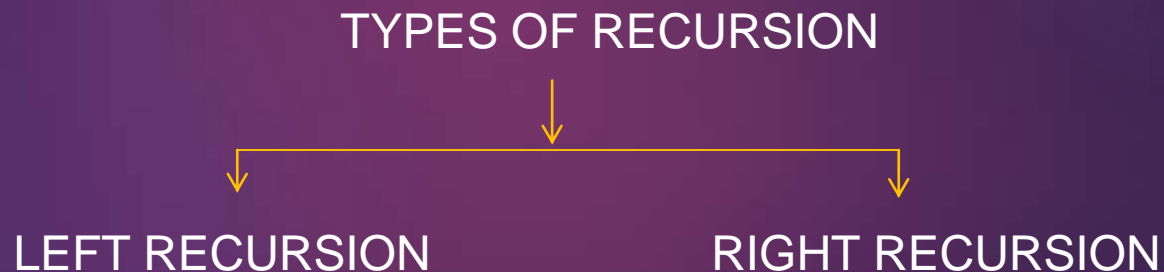 TYPES OF RECURSION
LEFT RECURSION
RIGHT RECURSION